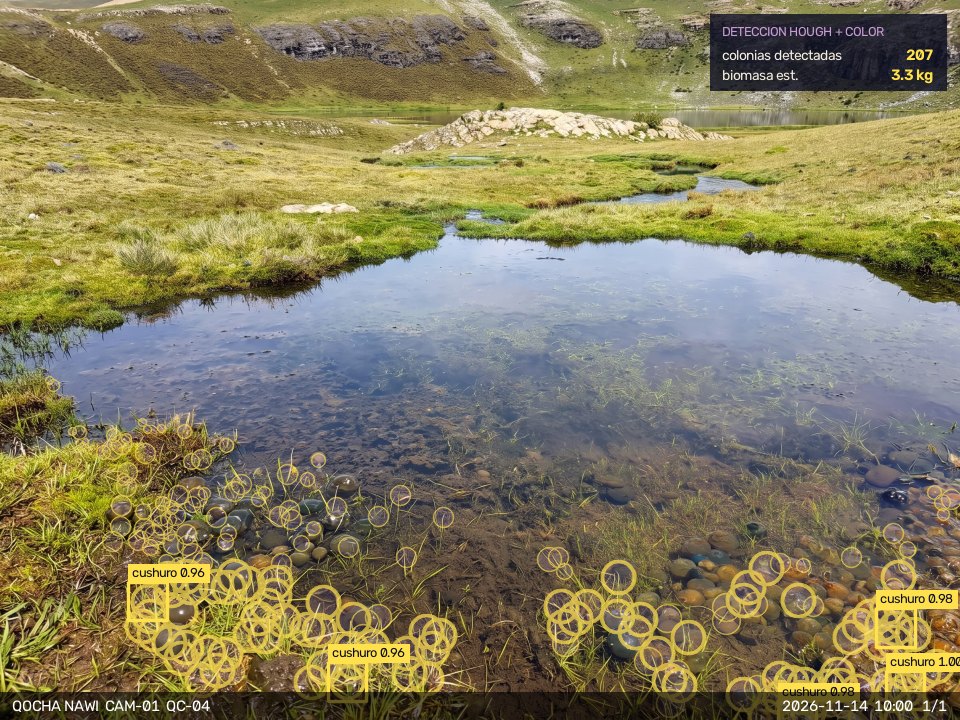 DETECCION HOUGH + COLOR
colonias detectadas 207
biomasa est. 3.3 kg
cushuro 0.96
cushuro 0.98
cushuro 0.96
cushuro 1.00
cushuro 0.98
QOCHA NAWI CAM-01 QC-04 2026-11-14 10:00 1/1